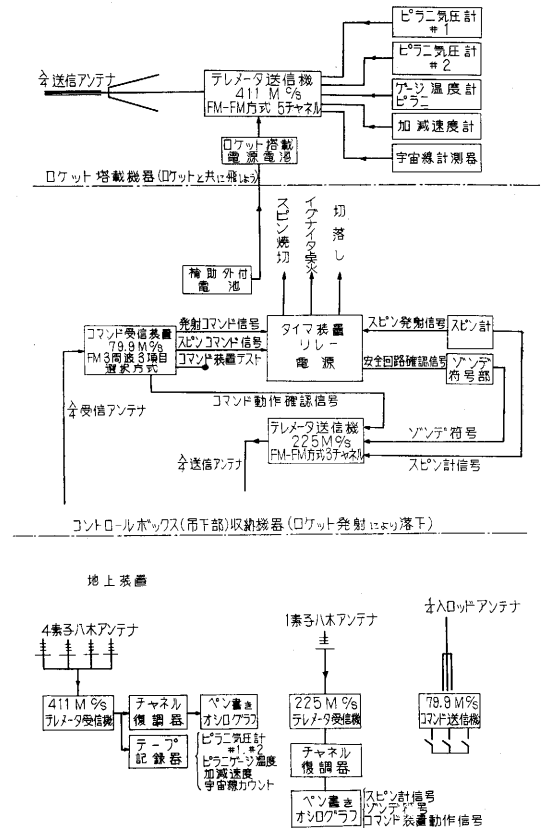 ピラニ気圧計
#1
ピラニ気圧計
#2
ゲージ温度計
ピラニ
加減速度計
宇宙線計測器
λ/4送信アンテナ
テレメータ送信機
411 M c/s
FM-FM方式 5チャネル
ロケット搭載
電源電池
ロケット塔載機器(ロケットと共に飛しょう)
補助外付
電池
スピン焼切
イグナイタ点火
切落し
コマンド受信装置
79.9 M c/s
FM3周波3項目
選択方式
発射コマンド信号
スピンコマンド信号
コマンド装置テスト
タイマ装置
リレー
電源
スピン発射信号
スピン計
安全回路確認信号
ゾンデ
符号部
λ/4受信アンテナ
コマンド動作確認信号
テレメータ送信機
225 M c/s
FM-FM方式3チャネル
λ/4送信アンテナ
ゾンデ符号
スピン計信号
コントロールボックス(吊下部)収納機器(ロケット発射により落下)
地上装置
4素子八木アンテナ
411 M c/s
テレメータ受信機
チャネル
復調器
ペン書き
オシログラフ
テープ
記録器
ピラニ気圧計
#1.#2
ピラニゲージ温度
加減速度
宇宙線カウント
1素子八木アンテナ
225 M c/s
テレメータ受信機
チャネル
復調器
ペン書き
オシログラフ
スピン計信号
ゾンデ符号
コマンド装置動作信号
λ/2入ロッドアンテナ
79.9 M c/s
コマンド送信機